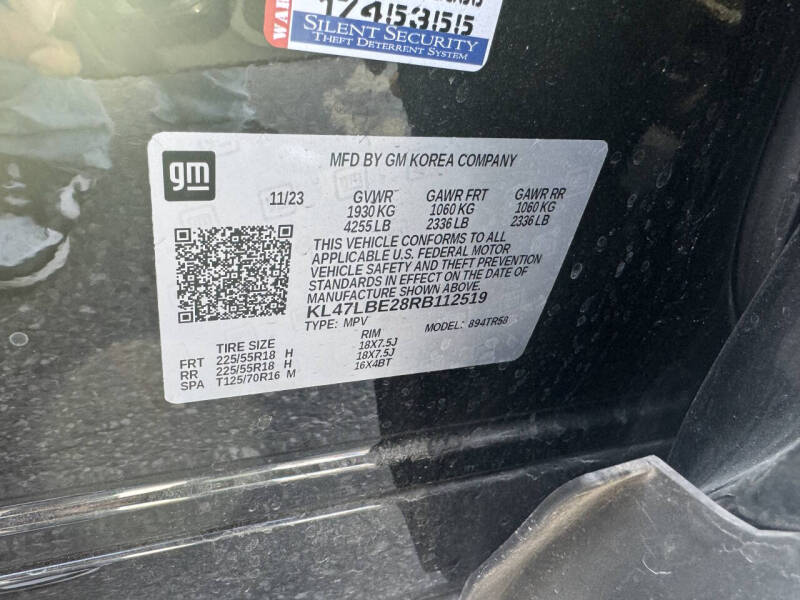 WAR
1745355
SILENT SECURITY
THEFT DETERRENT SYSTEM
gm
MFD BY GM KOREA COMPANY
11/23 GVWR GAWR FRT GAWR RR
1930 KG 1060 KG 1060 KG
4255 LB 2336 LB 2336 LB
THIS VEHICLE CONFORMS TO ALL
APPLICABLE U.S. FEDERAL MOTOR
VEHICLE SAFETY AND THEFT PREVENTION
STANDARDS IN EFFECT ON THE DATE OF
MANUFACTURE SHOWN ABOVE.
KL47LBE28RB112519
TYPE: MPV MODEL: 894TR58
TIRE SIZE RIM
FRT 225/55R18 H 18X7.5J
RR 225/55R18 H 18X7.5J
SPA T125/70R16 M 16X4BT